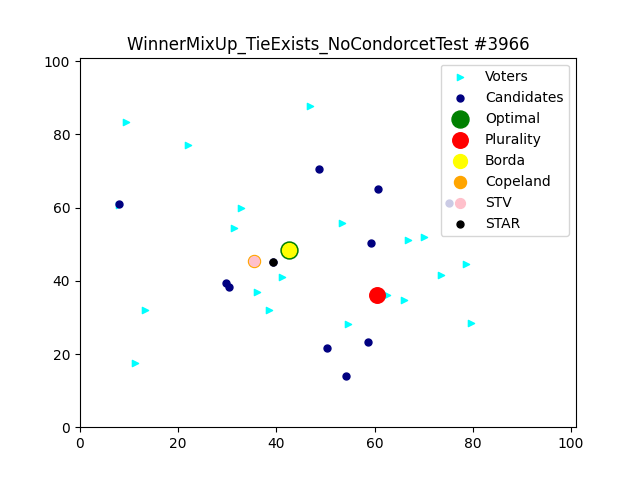 WinnerMixUp_TieExists_NoCondorcetTest #3966
100
80
60
40
20
0
0 20 40 60 80 100
Voters
Candidates
Optimal
Plurality
Borda
Copeland
STV
STAR